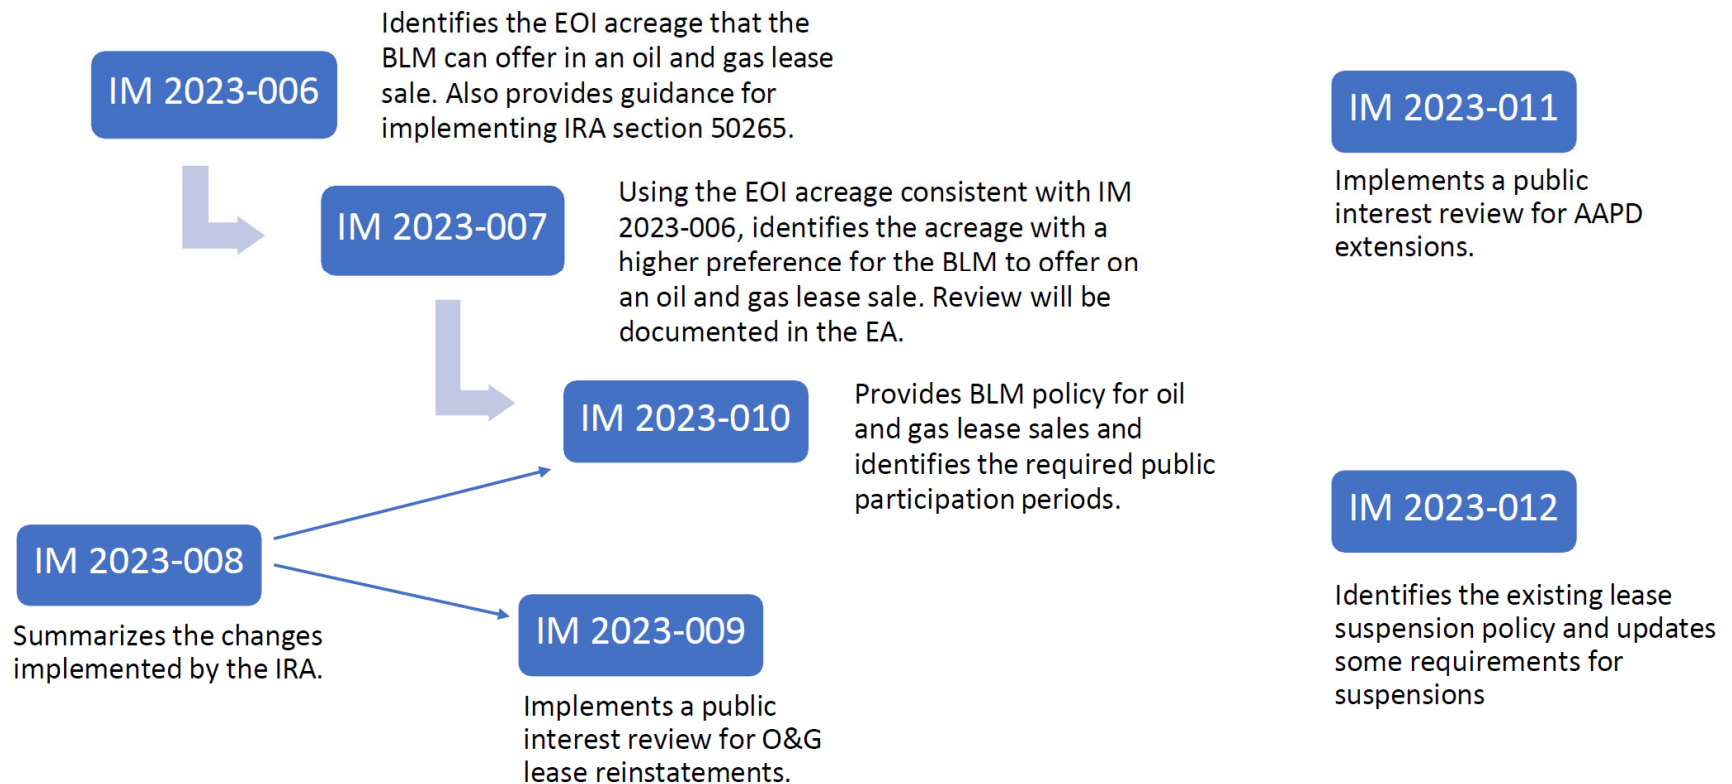 IM 2023-006
Identifies the EOI acreage that the
BLM can offer in an oil and gas lease
sale. Also provides guidance for
implementing IRA section 50265.
IM 2023-007
Using the EOI acreage consistent with IM
2023-006, identifies the acreage with a
higher preference for the BLM to offer on
an oil and gas lease sale. Review will be
documented in the EA.
IM 2023-010
Provides BLM policy for oil
and gas lease sales and
identifies the required public
participation periods.
IM 2023-008
Summarizes the changes
implemented by the IRA.
IM 2023-009
Implements a public
interest review for O&G
lease reinstatements.
IM 2023-011
Implements a public
interest review for AAPD
extensions.
IM 2023-012
Identifies the existing lease
suspension policy and updates
some requirements for
suspensions